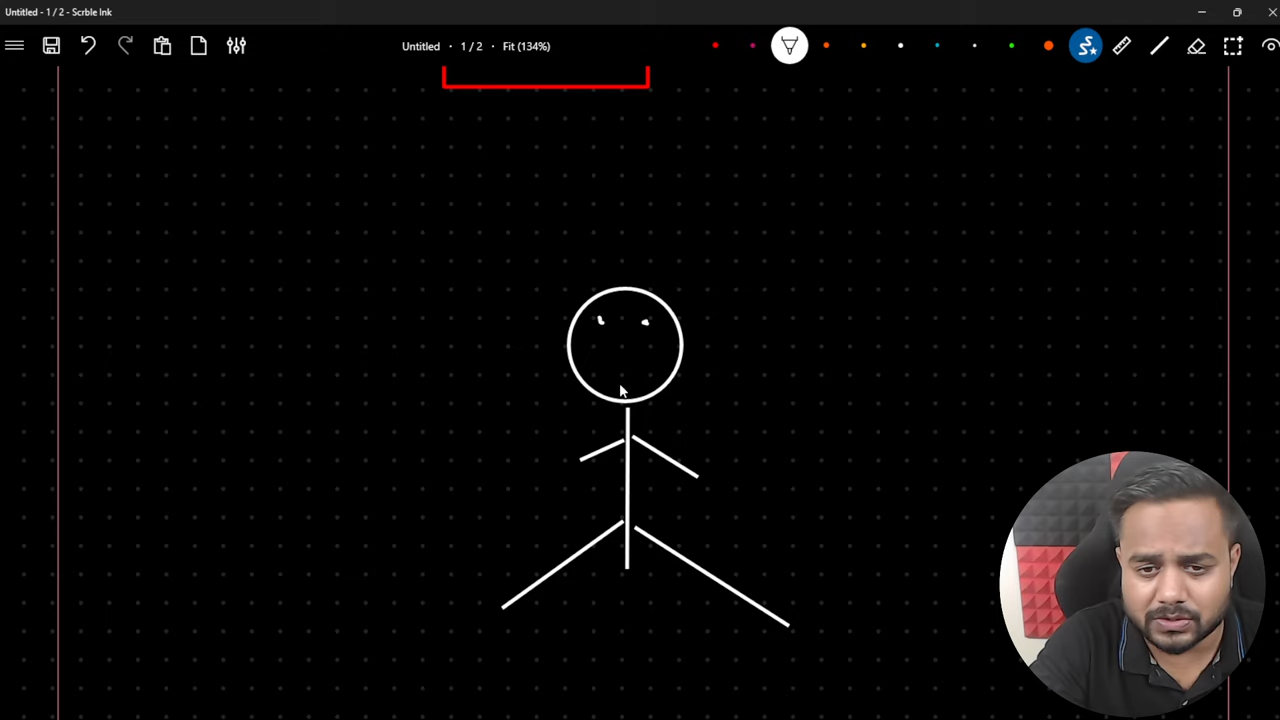 Untitled - 1 / 2 - Scrble Ink
Untitled · 1 / 2 · Fit (134%)